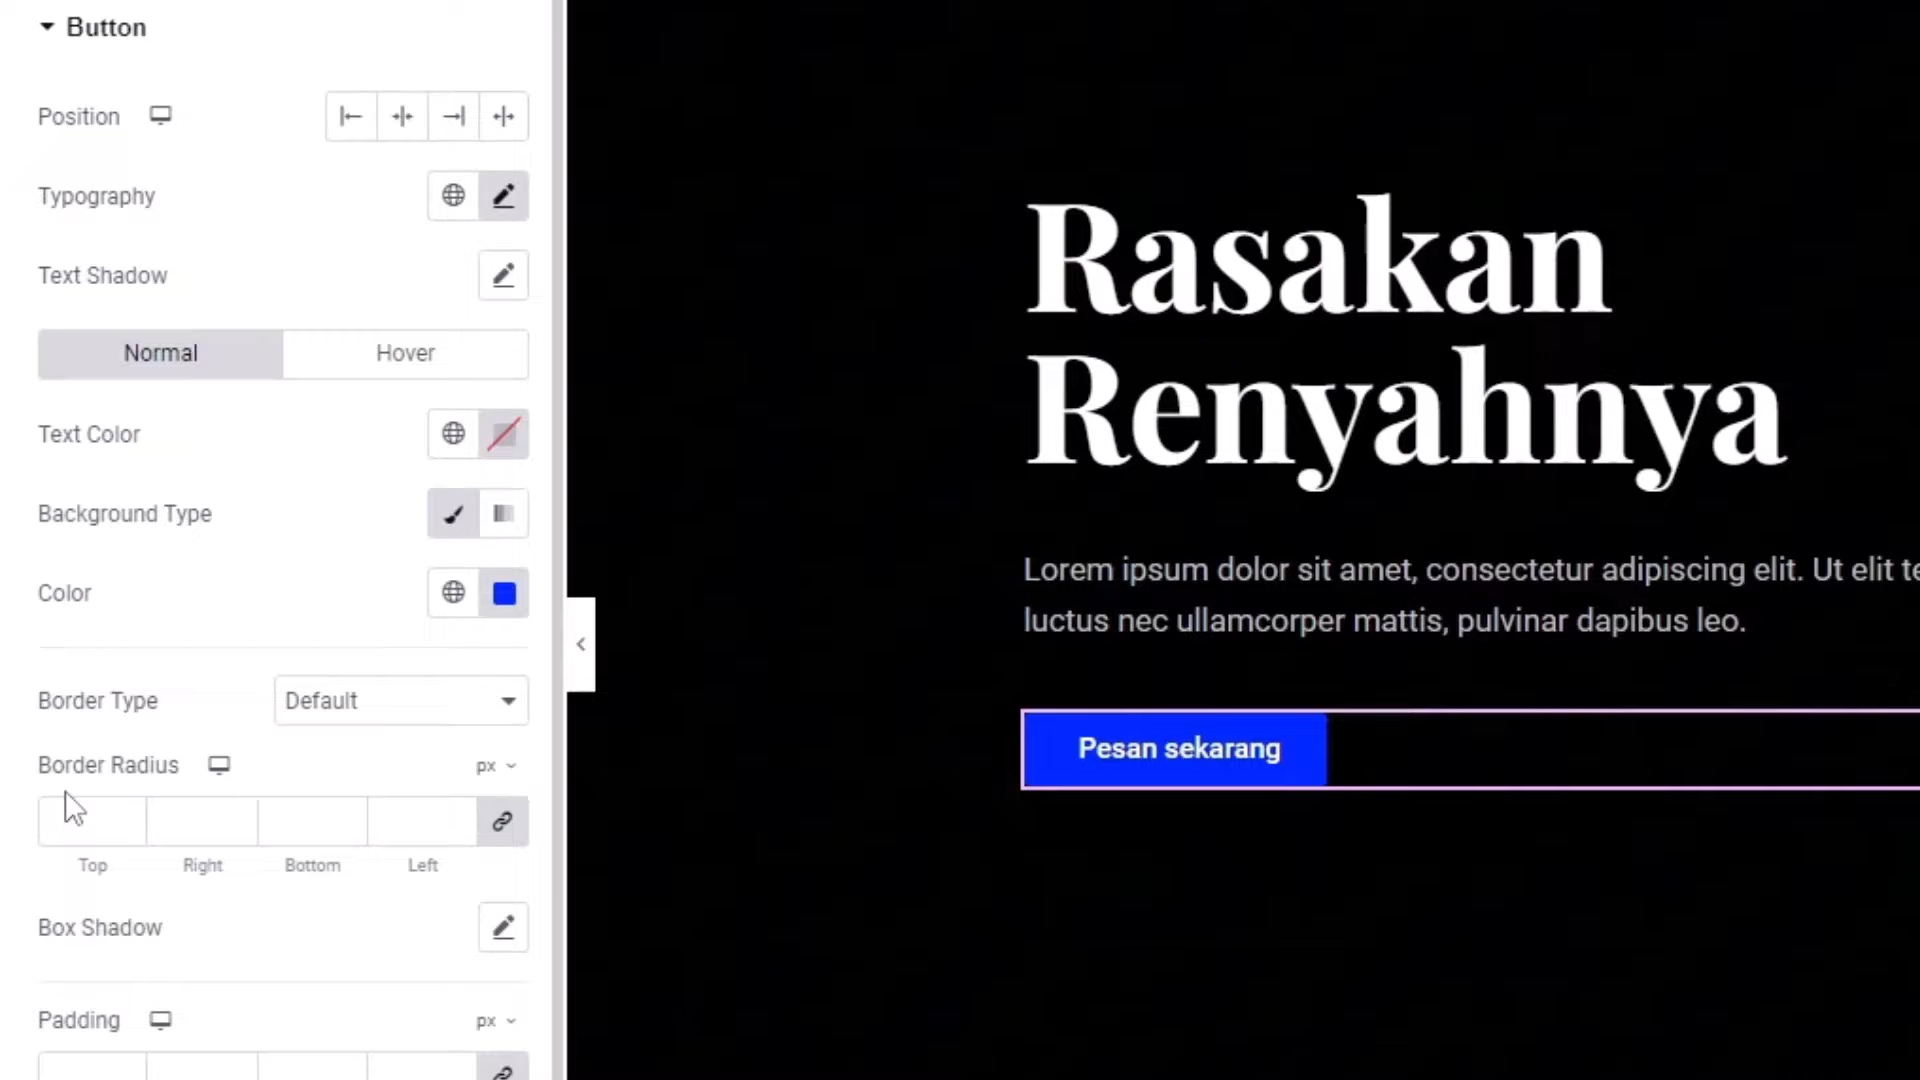 Button
Position
Typography
Text Shadow
Normal
Hover
Text Color
Background Type
Color
Border Type
Default
Border Radius
px
Top
Right
Bottom
Left
Box Shadow
Padding
px
Rasakan
Renyahnya
Lorem ipsum dolor sit amet, consectetur adipiscing elit. Ut elit te
luctus nec ullamcorper mattis, pulvinar dapibus leo.
Pesan sekarang